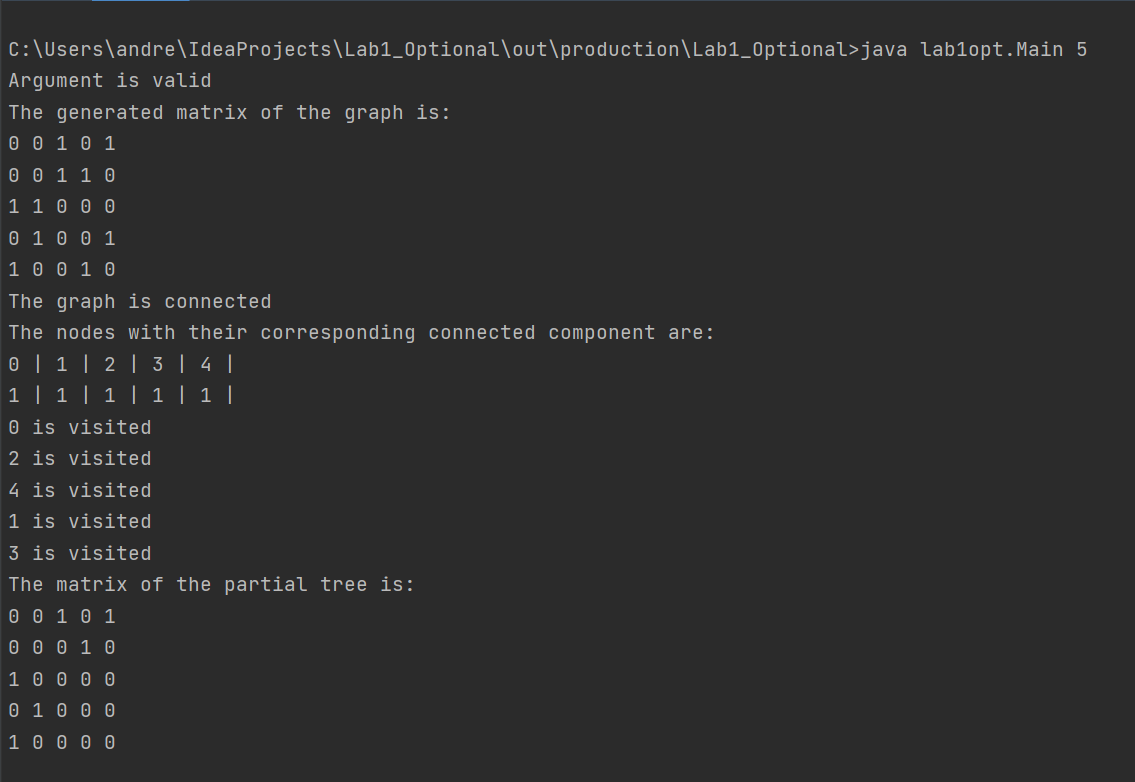 C:\Users\andre\IdeaProjects\Lab1_Optional\out\production\Lab1_Optional>java lab1opt.Main 5
Argument is valid
The generated matrix of the graph is:
0 0 1 0 1
0 0 1 1 0
1 1 0 0 0
0 1 0 0 1
1 0 0 1 0
The graph is connected
The nodes with their corresponding connected component are:
0 | 1 | 2 | 3 | 4 |
1 | 1 | 1 | 1 | 1 |
0 is visited
2 is visited
4 is visited
1 is visited
3 is visited
The matrix of the partial tree is:
0 0 1 0 1
0 0 0 1 0
1 0 0 0 0
0 1 0 0 0
1 0 0 0 0